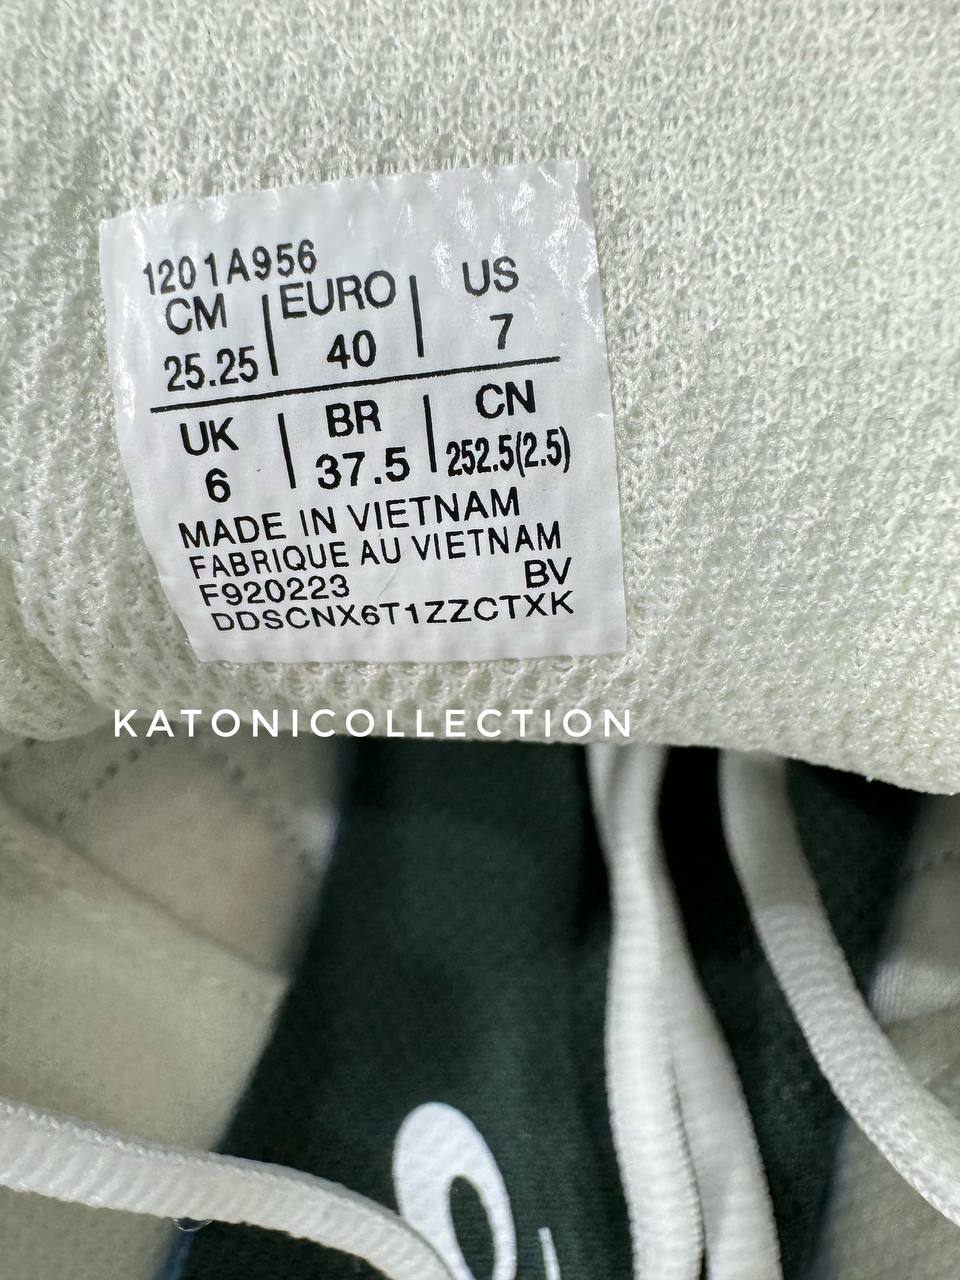 1201A956
CM EURO US
25.25 40 7
UK BR CN
6 37.5 252.5(2.5)
MADE IN VIETNAM
FABRIQUE AU VIETNAM
F920223 BV
DDSCNX6T1ZZCTXK
KATONICOLLECTION